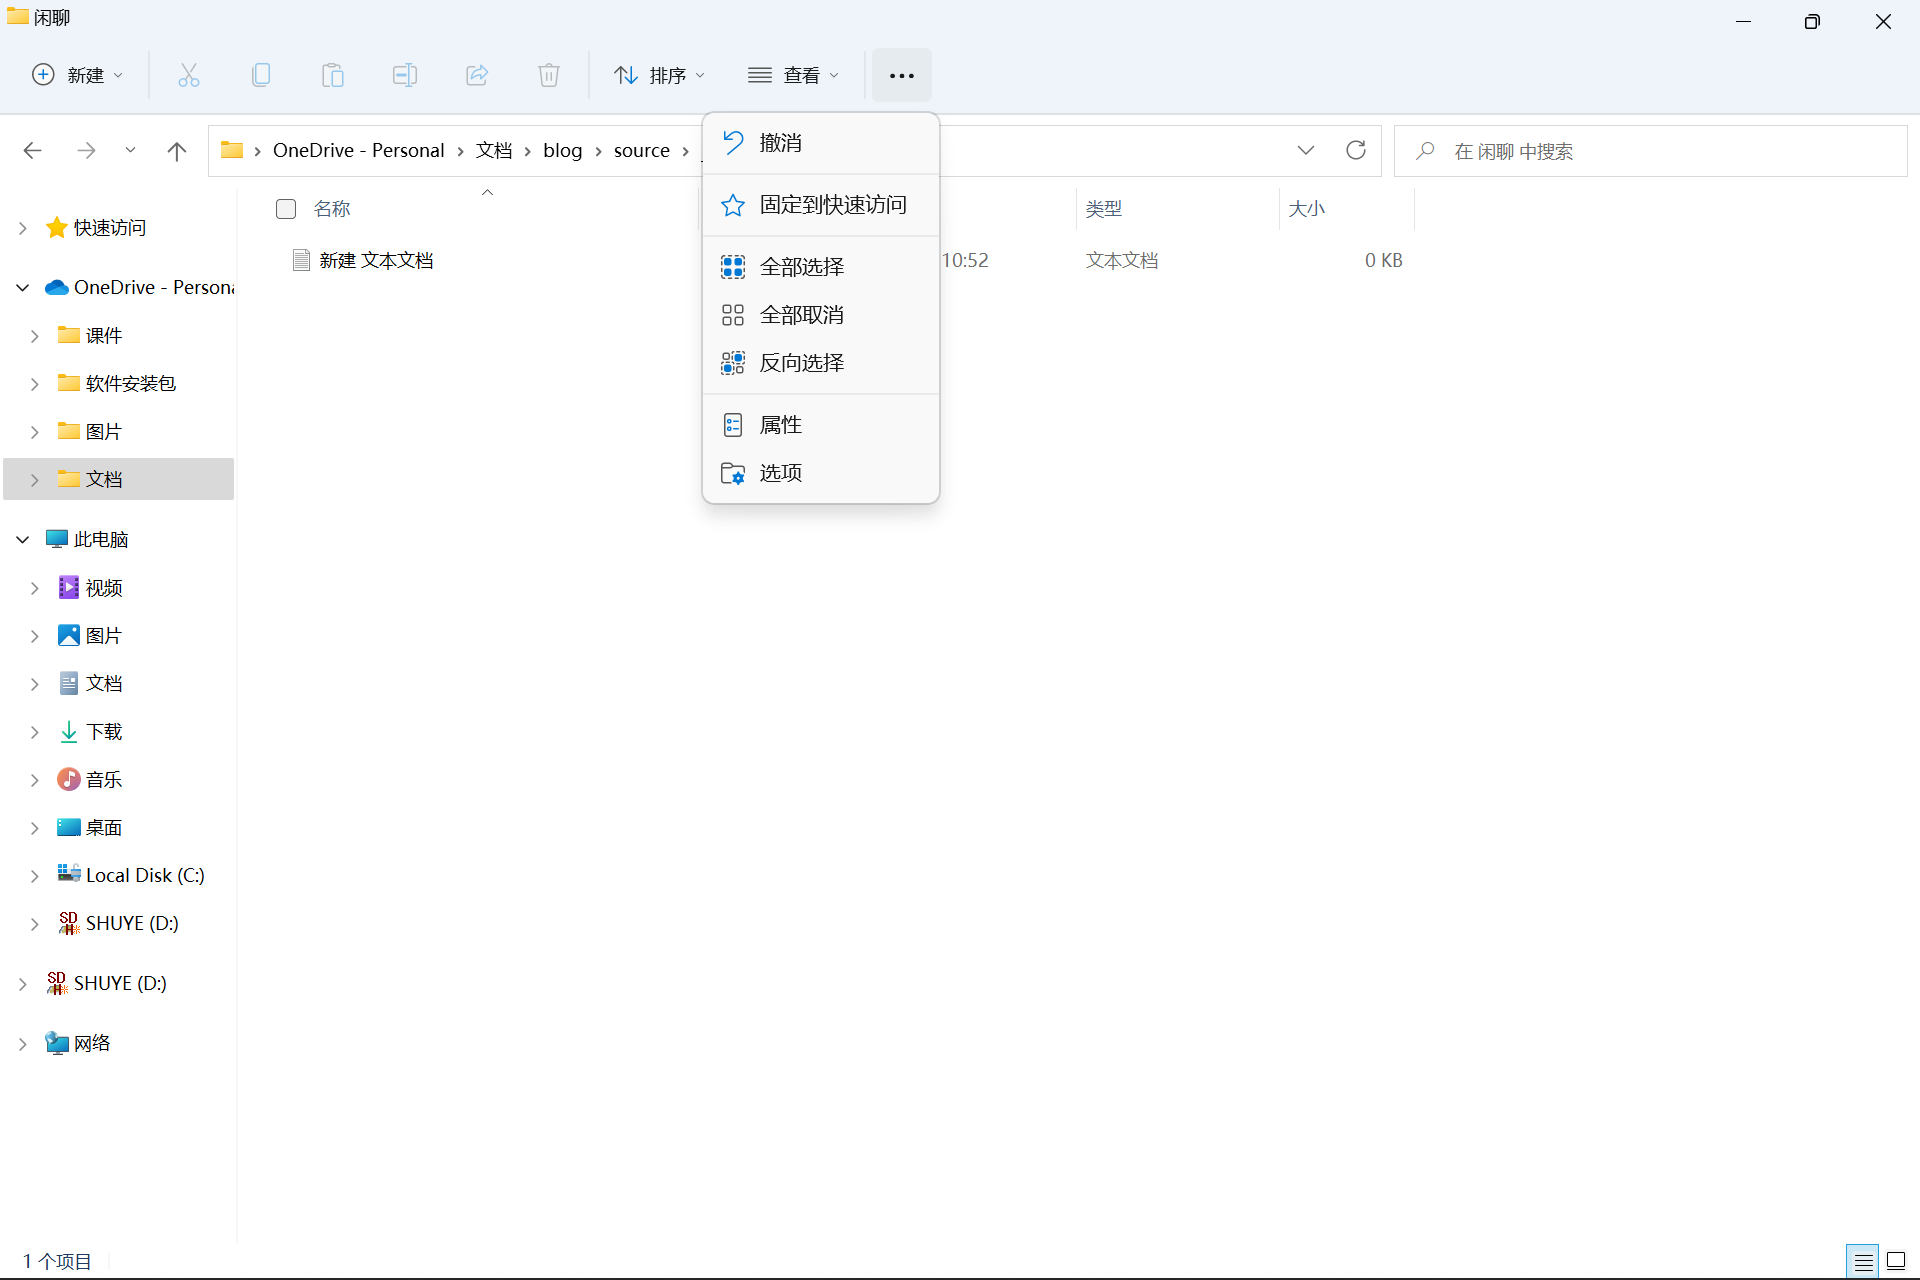 闲聊
新建
排序
查看
OneDrive - Personal
文档
blog
source
在 闲聊 中搜索
撤消
固定到快速访问
全部选择
全部取消
反向选择
属性
选项
名称
类型
大小
新建 文本文档
10:52
文本文档
0 KB
快速访问
OneDrive - Persona
课件
软件安装包
图片
文档
此电脑
视频
图片
文档
下载
音乐
桌面
Local Disk (C:)
SD
SHUYE (D:)
SD
SHUYE (D:)
网络
1 个项目